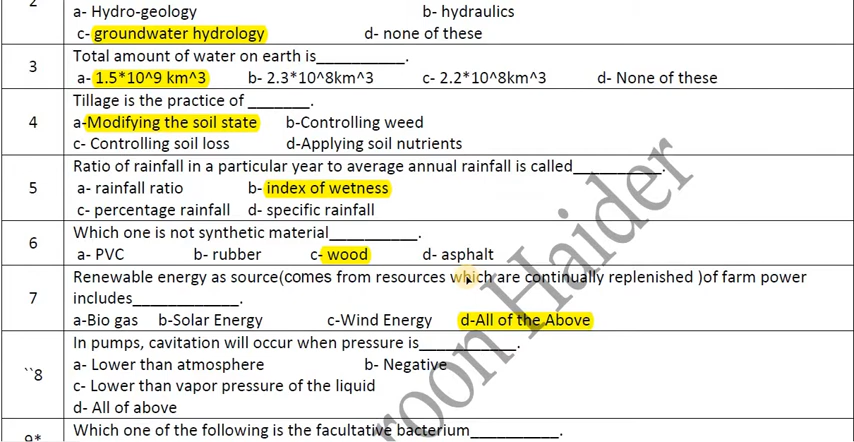 2
a- Hydro-geology b- hydraulics
c- groundwater hydrology d- none of these
3
Total amount of water on earth is__________.
a- 1.5*10^9 km^3 b- 2.3*10^8km^3 c- 2.2*10^8km^3 d- None of these
4
Tillage is the practice of _______.
a-Modifying the soil state b-Controlling weed
c- Controlling soil loss d-Applying soil nutrients
5
Ratio of rainfall in a particular year to average annual rainfall is called__________.
a- rainfall ratio b- index of wetness
c- percentage rainfall d- specific rainfall
6
Which one is not synthetic material__________.
a- PVC b- rubber c- wood d- asphalt
7
Renewable energy as source(comes from resources which are continually replenished )of farm power
includes____________.
a-Bio gas b-Solar Energy c-Wind Energy d-All of the Above
``8
In pumps, cavitation will occur when pressure is___________.
a- Lower than atmosphere b- Negative
c- Lower than vapor pressure of the liquid
d- All of above
9*
Which one of the following is the facultative bacterium__________.
roon Haider